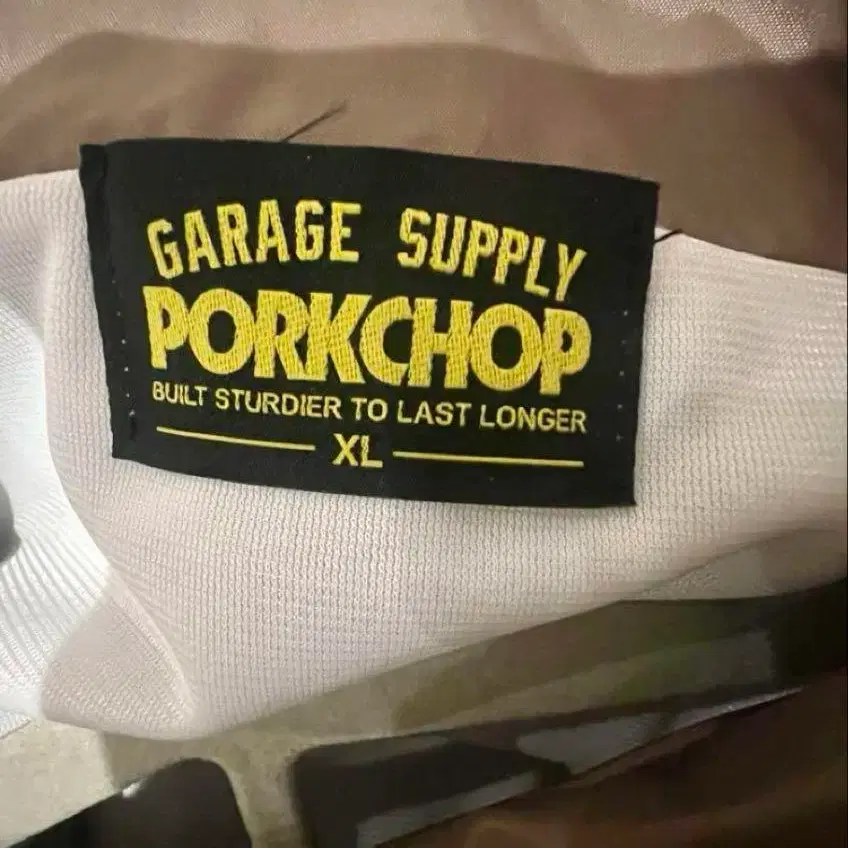 GARAGE SUPPLY
PORKCHOP
BUILT STURDIER TO LAST LONGER
XL